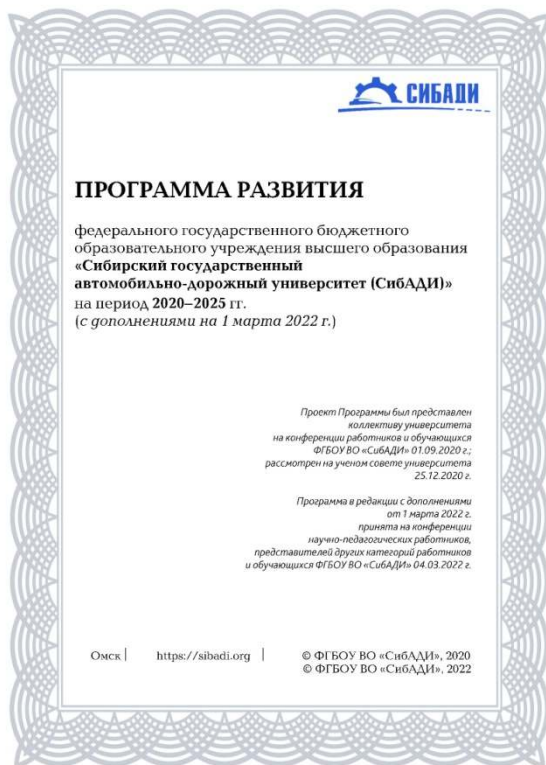 СИБАДИ
ПРОГРАММА РАЗВИТИЯ
федерального государственного бюджетного
образовательного учреждения высшего образования
«Сибирский государственный
автомобильно-дорожный университет (СибАДИ)»
на период 2020–2025 гг.
(с дополнениями на 1 марта 2022 г.)
Проект Программы был представлен
коллективу университета
на конференции работников и обучающихся
ФГБОУ ВО «СибАДИ» 01.09.2020 г.;
рассмотрен на ученом совете университета
25.12.2020 г.
Программа в редакции с дополнениями
от 1 марта 2022 г.
принята на конференции
научно-педагогических работников,
представителей других категорий работников
и обучающихся ФГБОУ ВО «СибАДИ» 04.03.2022 г.
Омск | https://sibadi.org | © ФГБОУ ВО «СибАДИ», 2020
© ФГБОУ ВО «СибАДИ», 2022